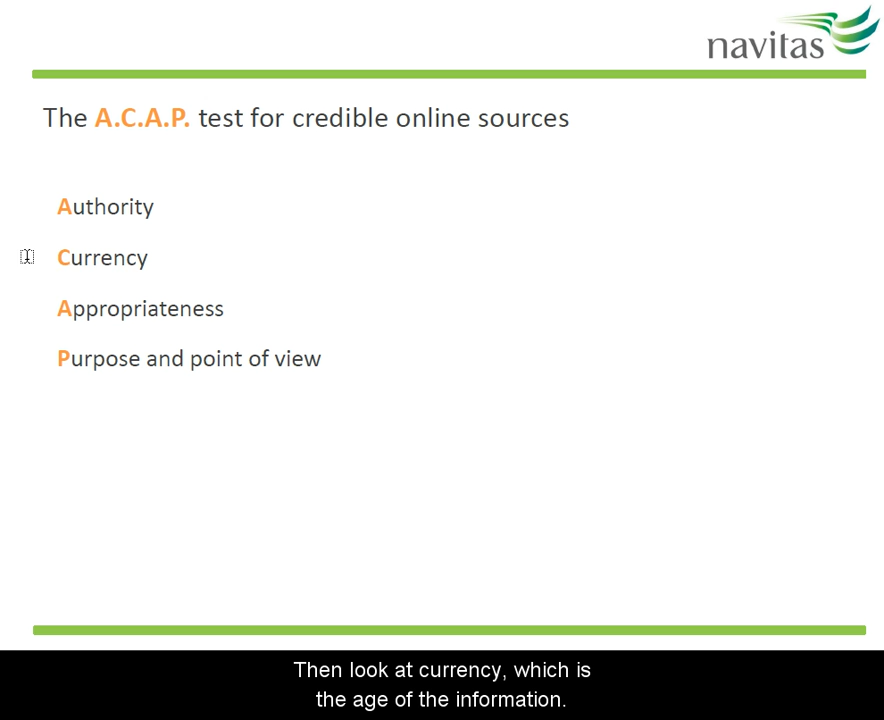 navitas
The A.C.A.P. test for credible online sources
Authority
Currency
Appropriateness
Purpose and point of view
Then look at currency, which is
the age of the information.